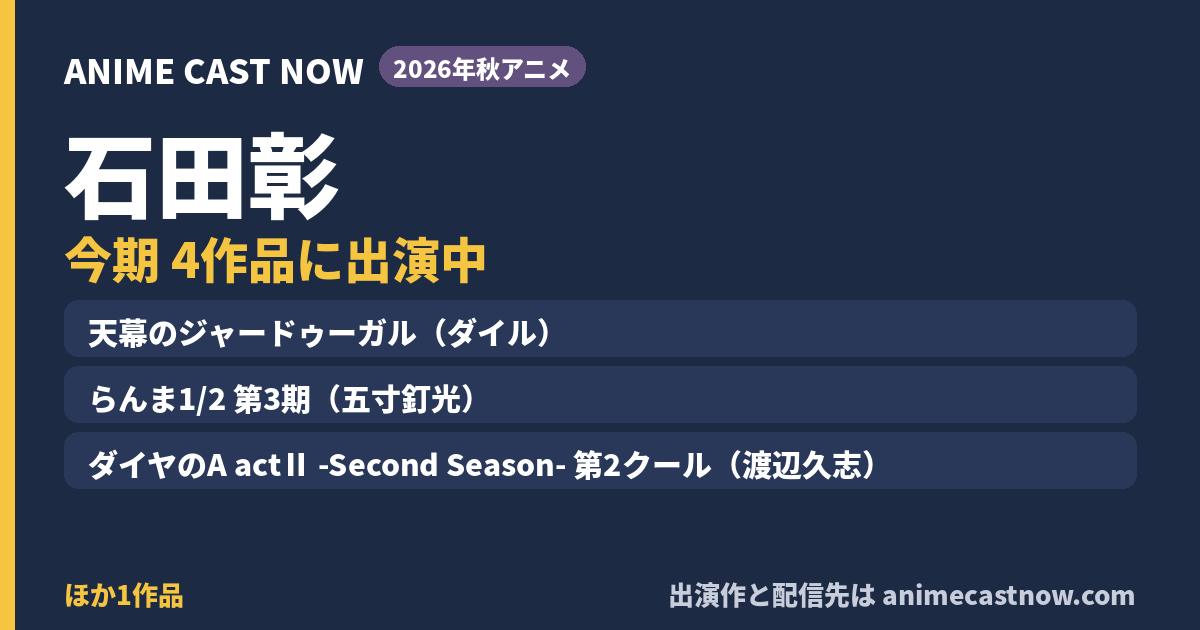 ANIME CAST NOW 2026年秋アニメ
石田彰
今期 4作品に出演中
天幕のジャードゥーガル（ダイル）
らんま1/2 第3期（五寸釘光）
ダイヤのA actⅡ -Second Season- 第2クール（渡辺久志）
ほか1作品
出演作と配信先は animecastnow.com